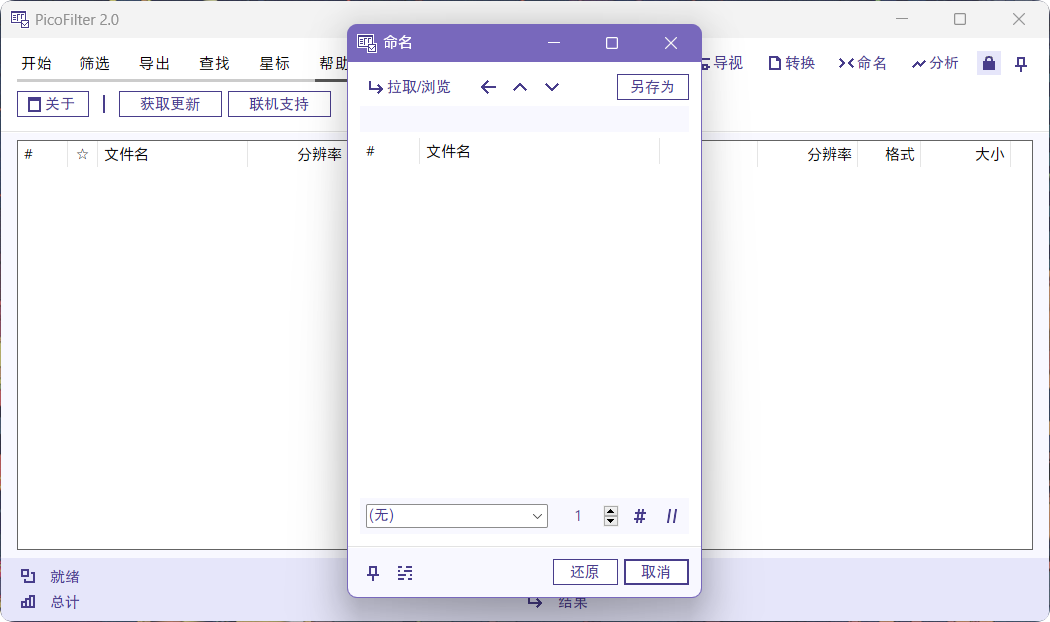 PicoFilter 2.0
开始 筛选 导出 查找 星标 帮助 导视 转换 命名 分析
关于 获取更新 联机支持
# ☆ 文件名 分辨率 分辨率 格式 大小
命名
拉取/浏览 另存为
# 文件名
(无) 1 # //
还原 取消
就绪
总计 结果